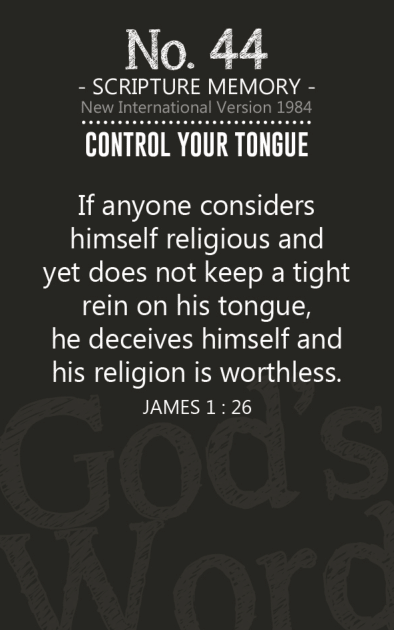 No. 44
- SCRIPTURE MEMORY -
New International Version 1984
CONTROL YOUR TONGUE
If anyone considers
himself religious and
yet does not keep a tight
rein on his tongue,
he deceives himself and
his religion is worthless.
JAMES 1 : 26
God's
Word